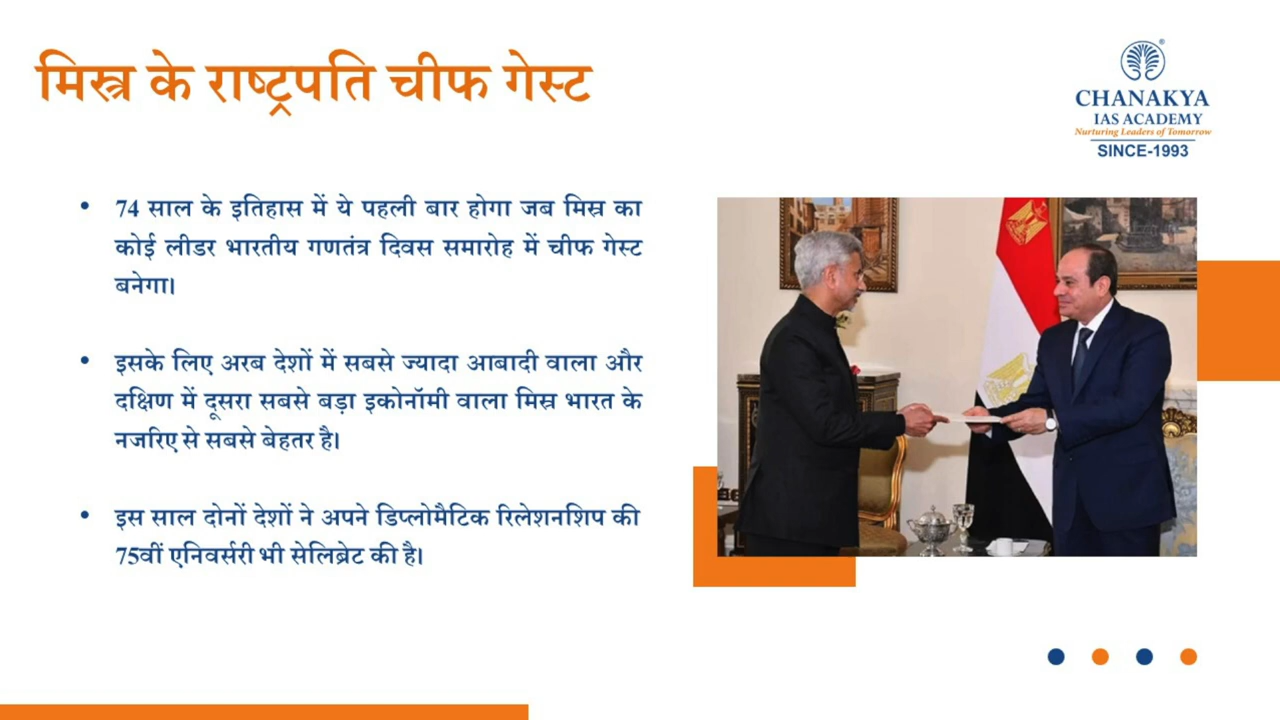 मिस्र के राष्ट्रपति चीफ गेस्ट
CHANAKYA
IAS ACADEMY
Nurturing Leaders of Tomorrow
SINCE-1993
• 74 साल के इतिहास में ये पहली बार होगा जब मिस्र का
कोई लीडर भारतीय गणतंत्र दिवस समारोह में चीफ गेस्ट
बनेगा।
• इसके लिए अरब देशों में सबसे ज्यादा आबादी वाला और
दक्षिण में दूसरा सबसे बड़ा इकोनॉमी वाला मिस्र भारत के
नजरिए से सबसे बेहतर है।
• इस साल दोनों देशों ने अपने डिप्लोमैटिक रिलेशनशिप की
75वीं एनिवर्सरी भी सेलिब्रेट की है।